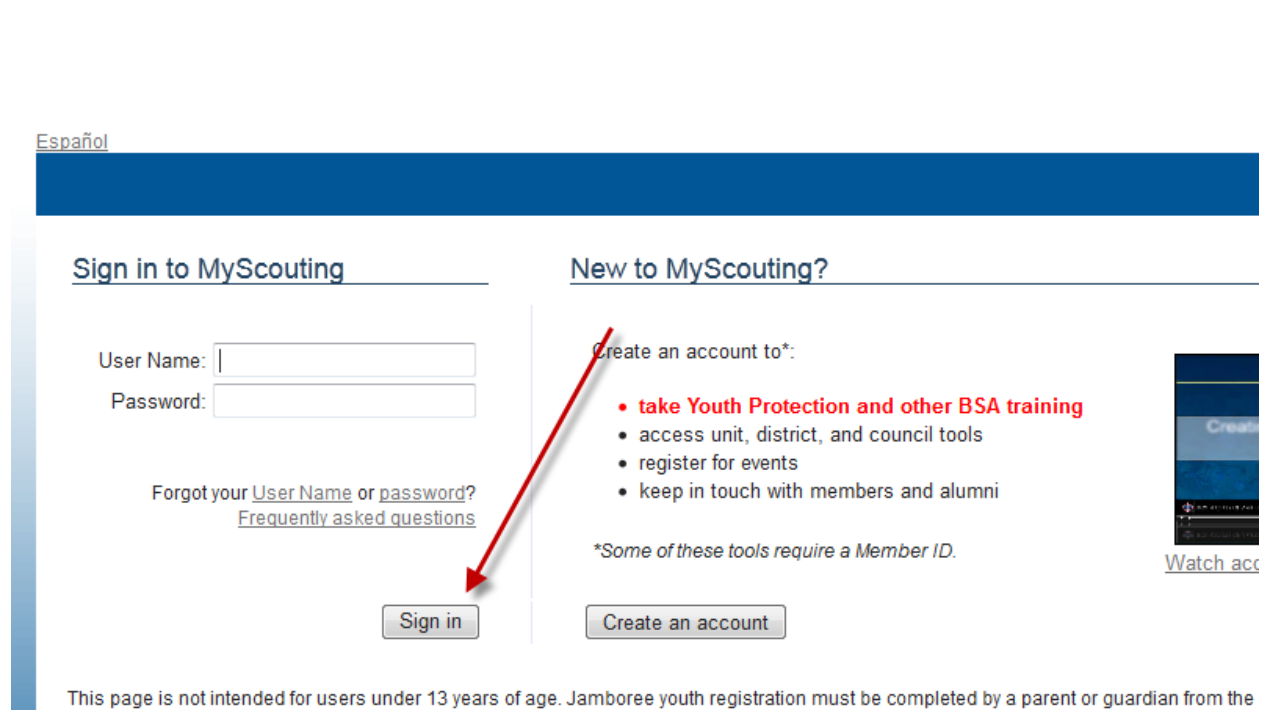 Español
Sign in to MyScouting
User Name:
Password:
Forgot your User Name or password?
Frequently asked questions
Sign in
New to MyScouting?
Create an account to*:
• take Youth Protection and other BSA training
• access unit, district, and council tools
• register for events
• keep in touch with members and alumni
*Some of these tools require a Member ID.
Create an account
Watch acc
This page is not intended for users under 13 years of age. Jamboree youth registration must be completed by a parent or guardian from the